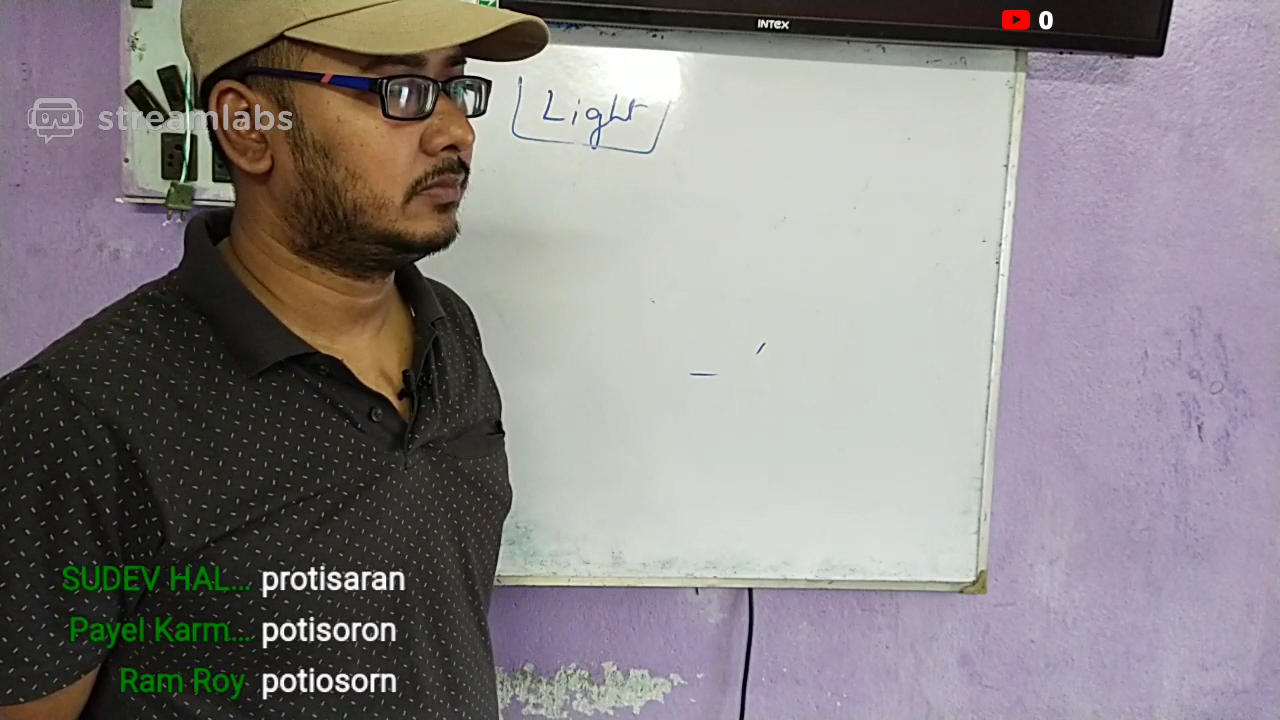 INTEX
0
streamlabs
Light
SUDEV HAL... protisaran
Payel Karm... potisoron
Ram Roy potiosorn